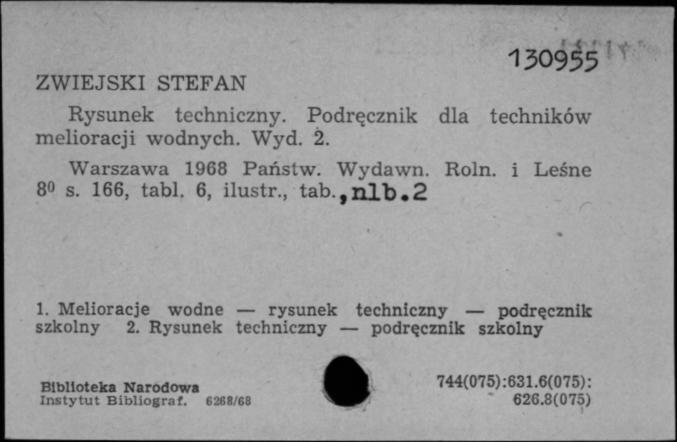 130955
ZWIEJSKI STEFAN
Rysunek techniczny. Podręcznik dla techników
melioracji wodnych. Wyd. 2.
Warszawa 1968 Państw. Wydawn. Roln. i Leśne
8⁰ s. 166, tabl. 6, ilustr., tab.,nlb.2
1. Melioracje wodne — rysunek techniczny — podręcznik
szkolny 2. Rysunek techniczny — podręcznik szkolny
Biblioteka Narodowa 744(075):631.6(075):
Instytut Bibliograf. 6268/68 626.8(075)